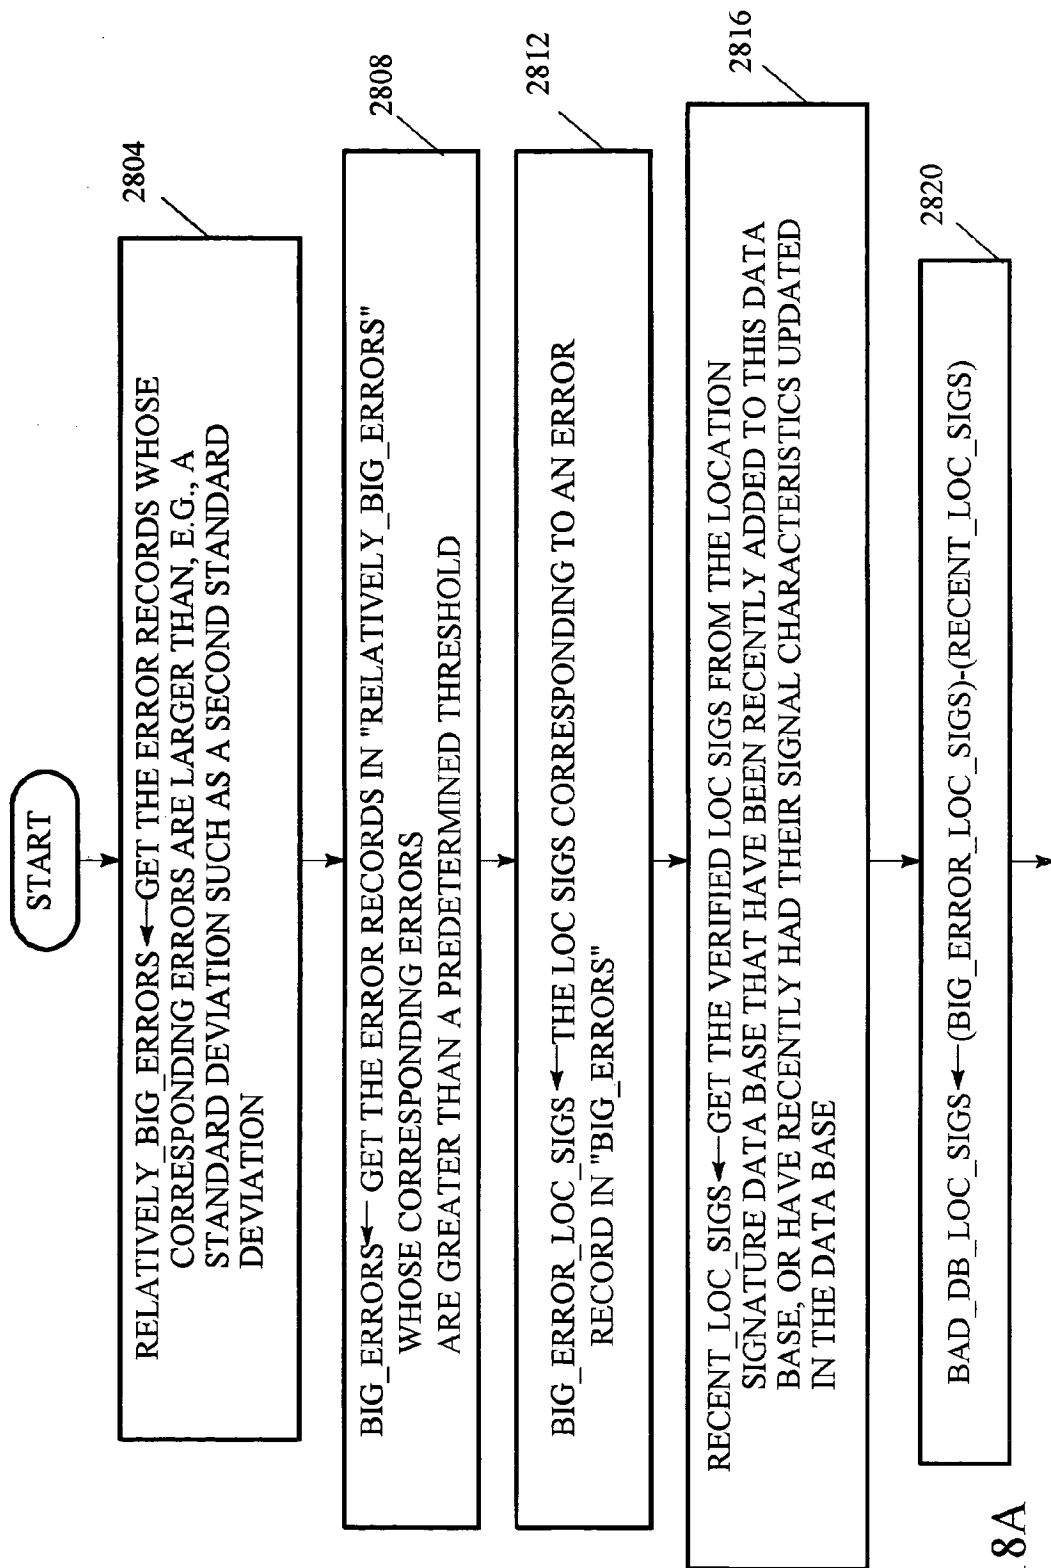 START
2804
RELATIVELY_BIG_ERRORS←GET THE ERROR RECORDS WHOSE
CORRESPONDING ERRORS ARE LARGER THAN, E.G., A
STANDARD DEVIATION SUCH AS A SECOND STANDARD
DEVIATION
2808
BIG_ERRORS← GET THE ERROR RECORDS IN "RELATIVELY_BIG_ERRORS"
WHOSE CORRESPONDING ERRORS
ARE GREATER THAN A PREDETERMINED THRESHOLD
2812
BIG_ERROR_LOC_SIGS←THE LOC SIGS CORRESPONDING TO AN ERROR
RECORD IN "BIG_ERRORS"
2816
RECENT_LOC_SIGS←GET THE VERIFIED LOC SIGS FROM THE LOCATION
SIGNATURE DATA BASE THAT HAVE BEEN RECENTLY ADDED TO THIS DATA
BASE, OR HAVE RECENTLY HAD THEIR SIGNAL CHARACTERISTICS UPDATED
IN THE DATA BASE
2820
BAD_DB_LOC_SIGS←(BIG_ERROR_LOC_SIGS)-(RECENT_LOC_SIGS)
8A